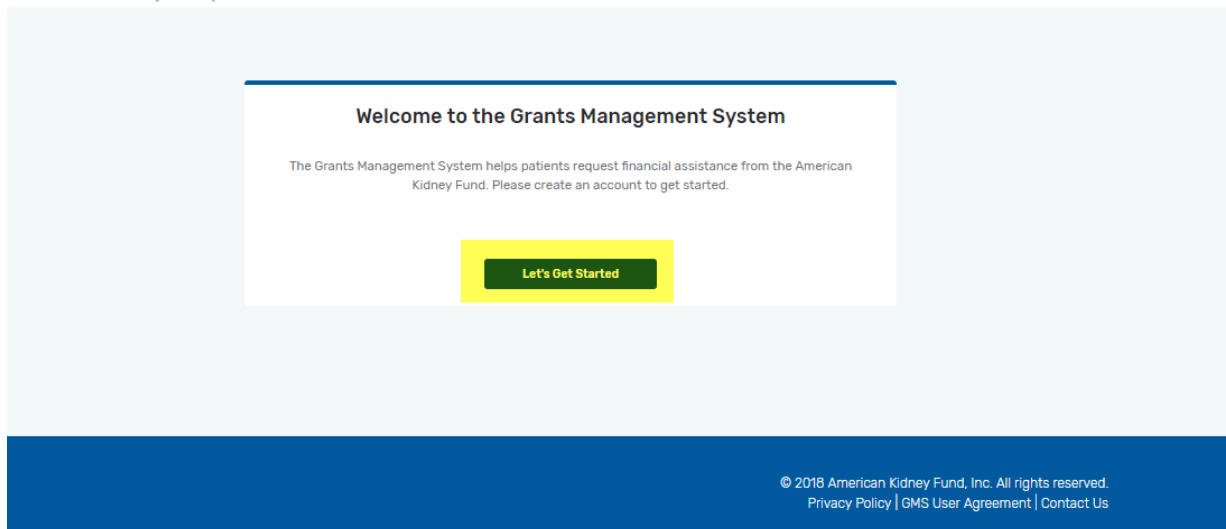 Welcome to the Grants Management System
The Grants Management System helps patients request financial assistance from the American
Kidney Fund. Please create an account to get started.
Let's Get Started
© 2018 American Kidney Fund, Inc. All rights reserved.
Privacy Policy | GMS User Agreement | Contact Us